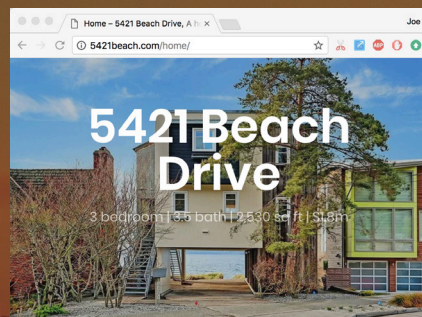 Home – 5421 Beach Drive, A h
Joe
5421beach.com/home/
ABP
5421 Beach
Drive
3 bedroom | 3.5 bath | 2,530 sq ft | $1.8m